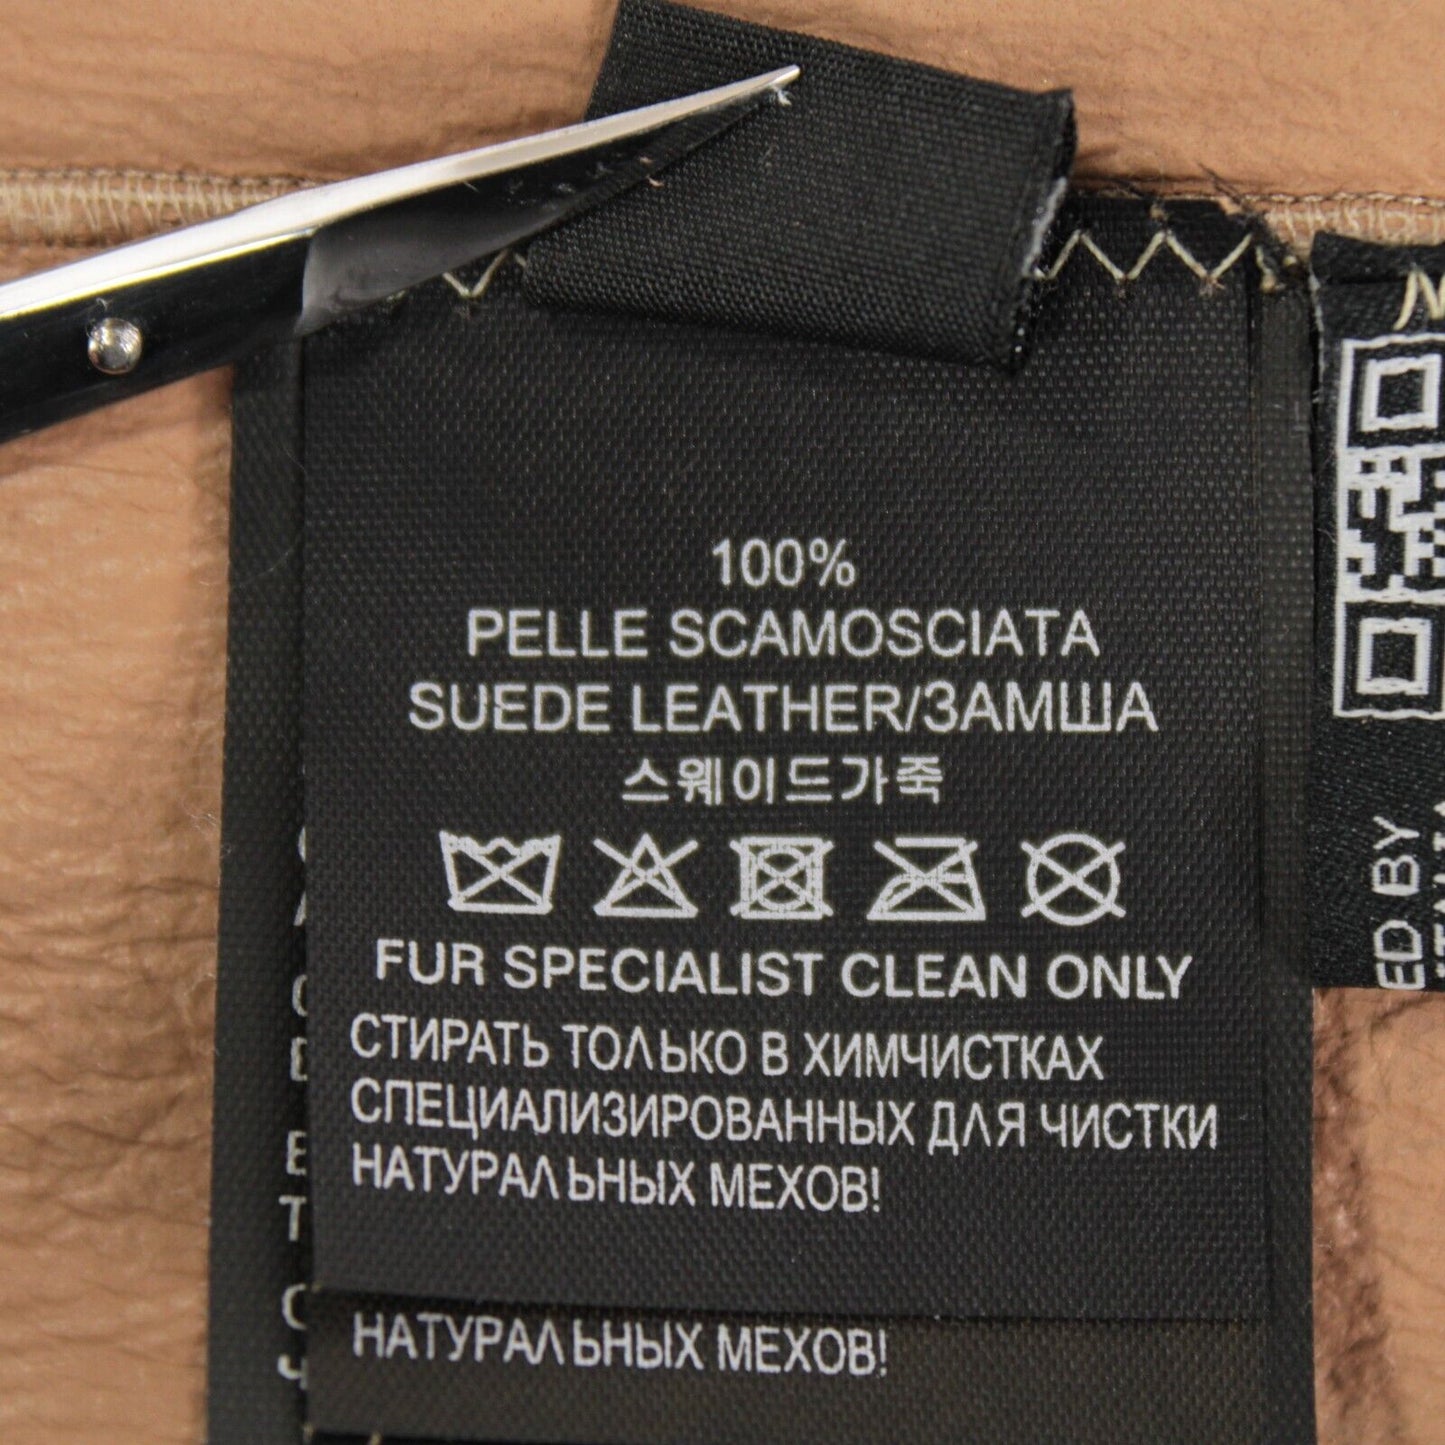 100%
PELLE SCAMOSCIATA
SUEDE LEATHER/ЗАМША
스웨이드가죽
FUR SPECIALIST CLEAN ONLY
СТИРАТЬ ТОЛЬКО В ХИМЧИСТКАХ
СПЕЦИАЛИЗИРОВАННЫХ ДЛЯ ЧИСТКИ
НАТУРАЛЬНЫХ МЕХОВ!
НАТУРАЛЬНЫХ МЕХОВ!
BY